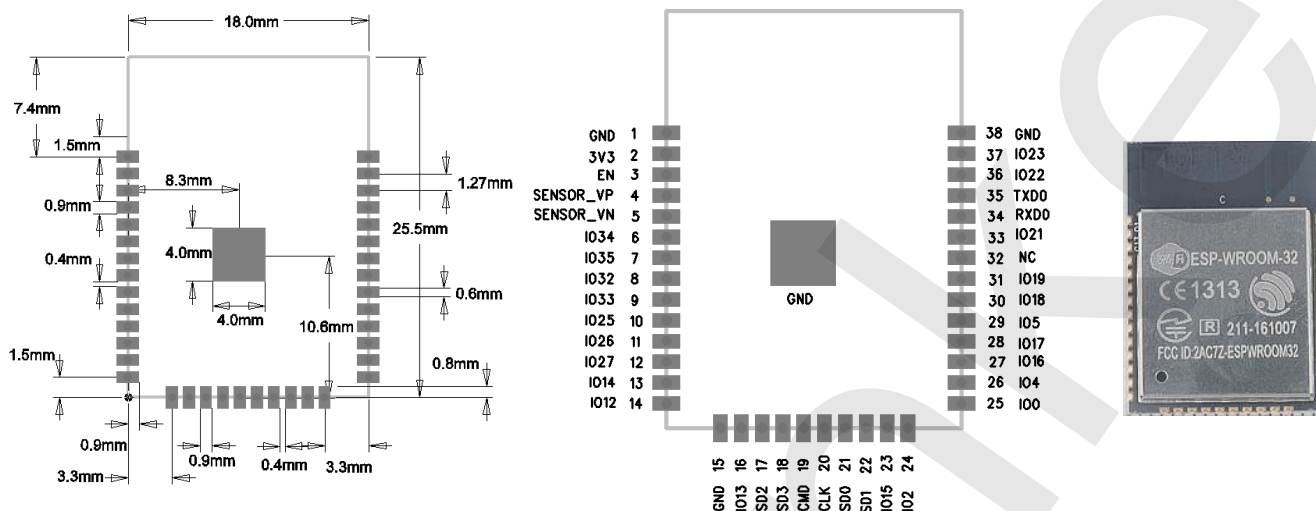 18.0mm
7.4mm
1.5mm
8.3mm
1.27mm
0.9mm
25.5mm
4.0mm
0.4mm
0.6mm
4.0mm
10.6mm
1.5mm
0.8mm
0.9mm
0.9mm
0.4mm
3.3mm
3.3mm
GND 1
3V3 2
EN 3
SENSOR_VP 4
SENSOR_VN 5
IO34 6
IO35 7
IO32 8
IO33 9
IO25 10
IO26 11
IO27 12
IO14 13
IO12 14
GND
38 GND
37 IO23
36 IO22
35 TXD0
34 RXD0
33 IO21
32 NC
31 IO19
30 IO18
29 IO5
28 IO17
27 IO16
26 IO4
25 IO0
GND 15
IO13 16
SD2 17
SD3 18
CMD 19
CLK 20
SD0 21
SD1 22
IO15 23
IO2 24
C
R ESP-WROOM-32
CE1313
R 211-161007
FCC ID:2AC7Z-ESPWROOM32